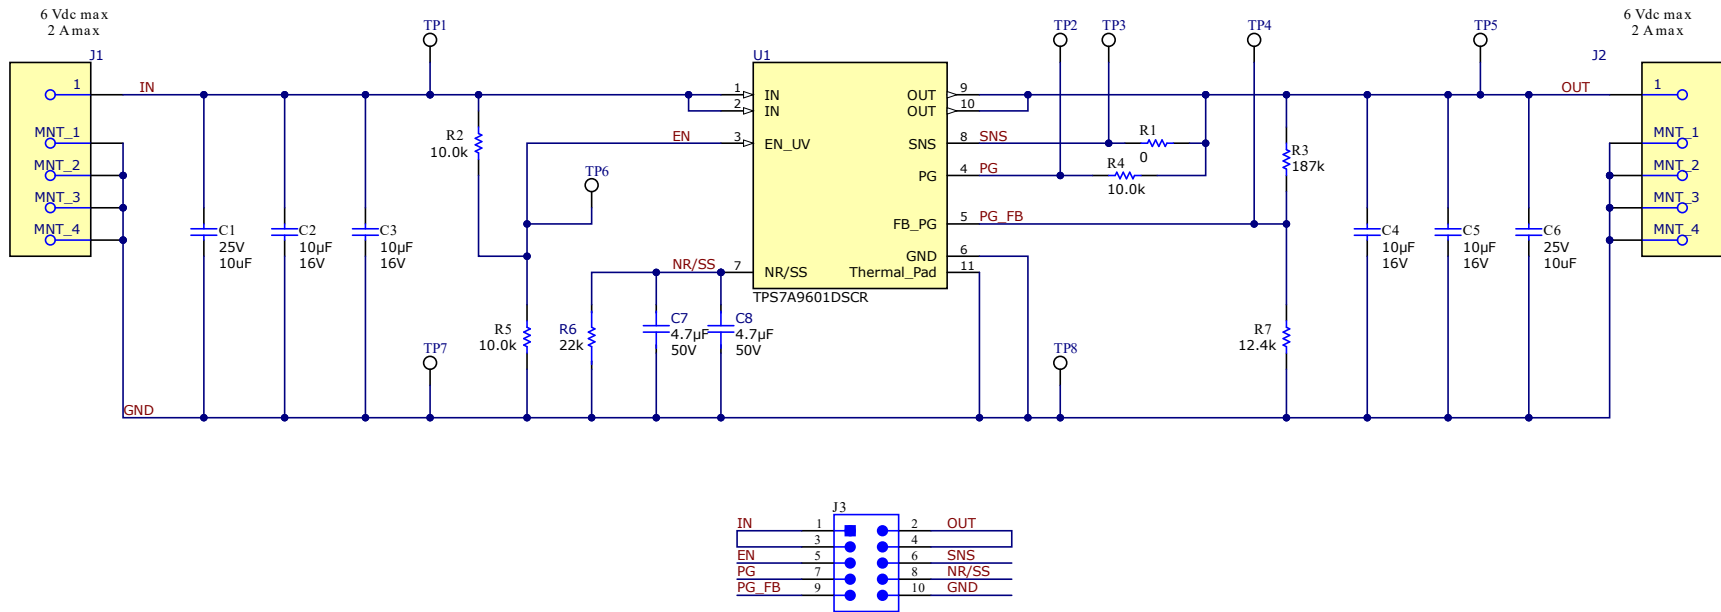 6 Vdc max
2 A max
J1
1
IN
MNT_1
MNT_2
MNT_3
MNT_4
GND
C1
25V
10uF
C2
10µF
16V
C3
10µF
16V
TP1
R2
10.0k
EN
TP6
NR/SS
R5
10.0k
R6
22k
C7
4.7µF
50V
C8
4.7µF
50V
TP7
U1
1
IN
2
IN
3
EN_UV
7
NR/SS
OUT
9
OUT
10
SNS
8
PG
4
FB_PG
5
GND
6
Thermal_Pad
11
TPS7A9601DSCR
SNS
PG
PG_FB
TP2
TP3
TP4
TP5
R1
0
R4
10.0k
R3
187k
R7
12.4k
TP8
C4
10µF
16V
C5
10µF
16V
C6
25V
10uF
OUT
6 Vdc max
2 A max
J2
1
MNT_1
MNT_2
MNT_3
MNT_4
J3
IN 1 2 OUT
3 4
EN 5 6 SNS
PG 7 8 NR/SS
PG_FB 9 10 GND